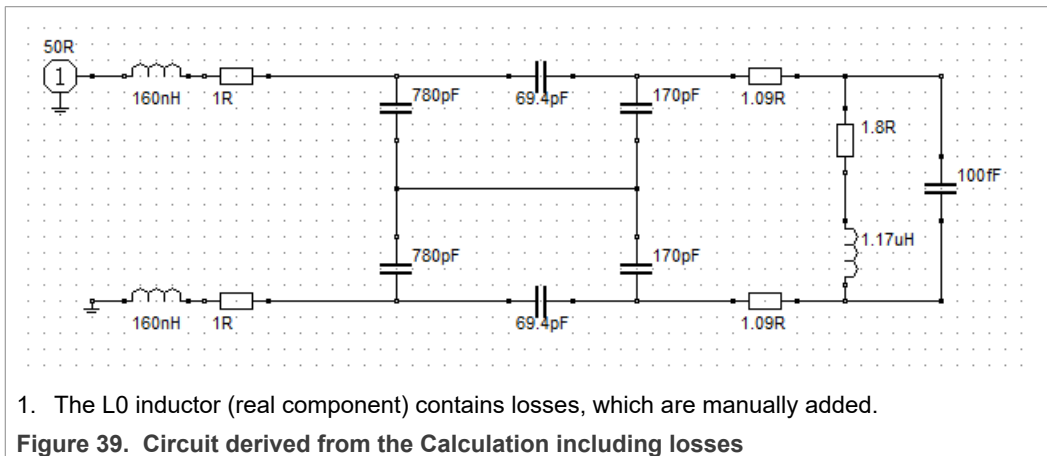 50R
1
160nH
1R
780pF
69.4pF
170pF
1.09R
1.8R
100fF
1.17uH
780pF
170pF
160nH
1R
69.4pF
1.09R
1. The L0 inductor (real component) contains losses, which are manually added.
Figure 39. Circuit derived from the Calculation including losses